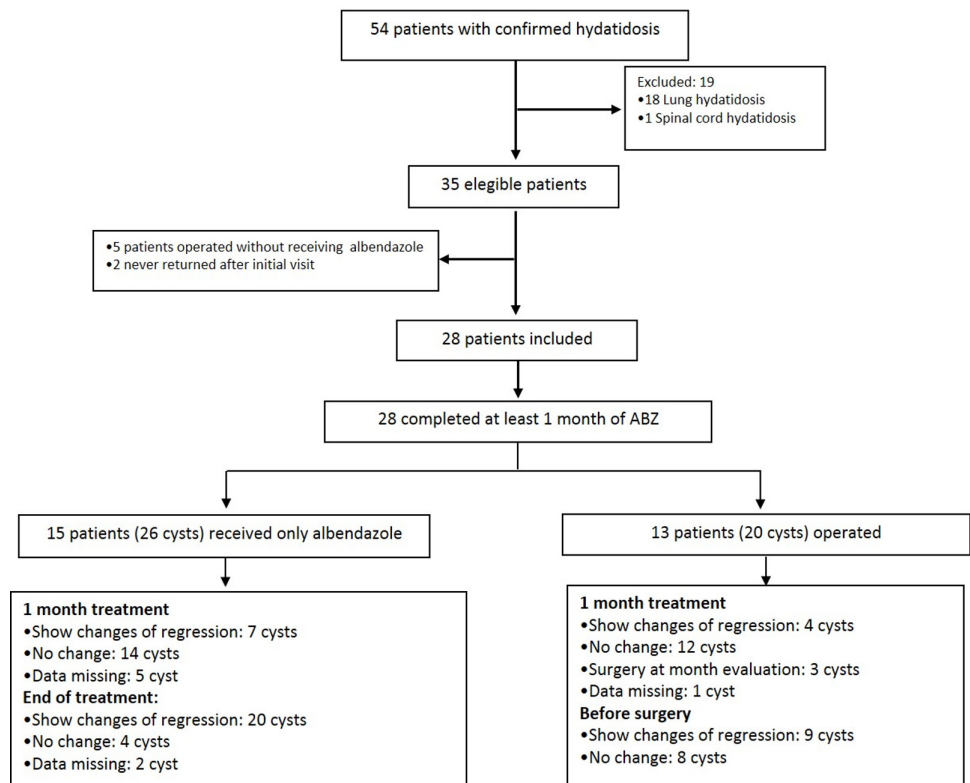 54 patients with confirmed hydatidosis
Excluded: 19
•18 Lung hydatidosis
•1 Spinal cord hydatidosis
35 elegible patients
•5 patients operated without receiving albendazole
•2 never returned after initial visit
28 patients included
28 completed at least 1 month of ABZ
15 patients (26 cysts) received only albendazole
13 patients (20 cysts) operated
1 month treatment
•Show changes of regression: 7 cysts
•No change: 14 cysts
•Data missing: 5 cyst
End of treatment:
•Show changes of regression: 20 cysts
•No change: 4 cysts
•Data missing: 2 cyst
1 month treatment
•Show changes of regression: 4 cysts
•No change: 12 cysts
•Surgery at month evaluation: 3 cysts
•Data missing: 1 cyst
Before surgery
•Show changes of regression: 9 cysts
•No change: 8 cysts